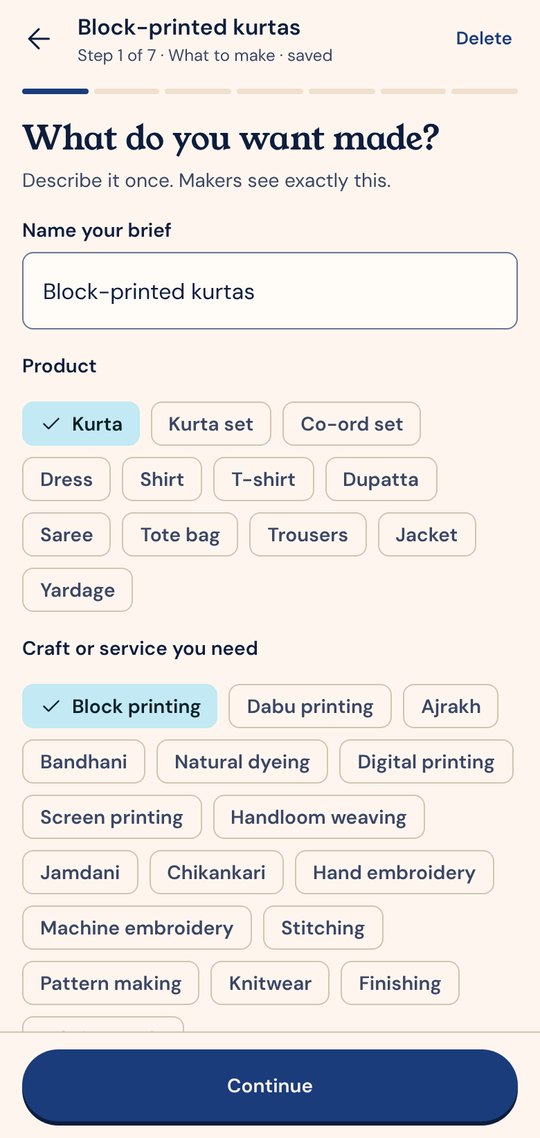 Block-printed kurtas
Step 1 of 7 · What to make · saved
Delete
What do you want made?
Describe it once. Makers see exactly this.
Name your brief
Block-printed kurtas
Product
Kurta
Kurta set
Co-ord set
Dress
Shirt
T-shirt
Dupatta
Saree
Tote bag
Trousers
Jacket
Yardage
Craft or service you need
Block printing
Dabu printing
Ajrakh
Bandhani
Natural dyeing
Digital printing
Screen printing
Handloom weaving
Jamdani
Chikankari
Hand embroidery
Machine embroidery
Stitching
Pattern making
Knitwear
Finishing
Continue